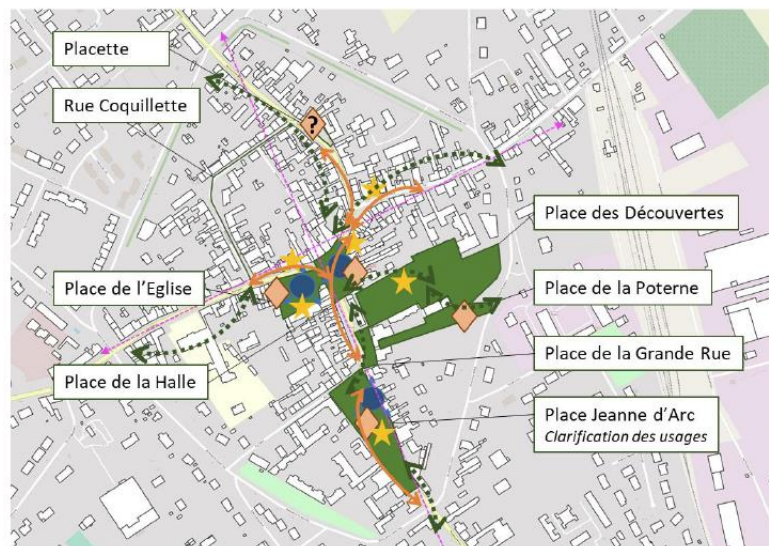 Placette
?
Rue Coquillette
Place des Découvertes
Place de l'Eglise
Place de la Poterne
Place de la Grande Rue
Place de la Halle
Place Jeanne d'Arc
Clarification des usages